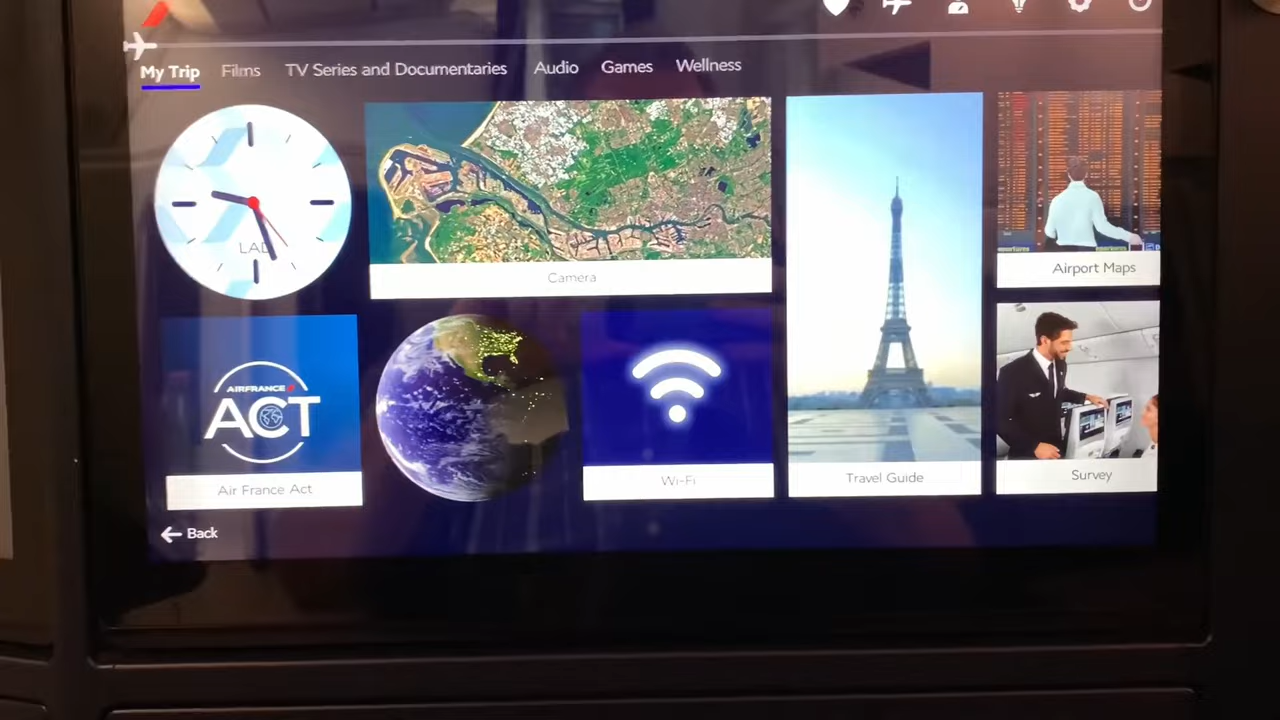 My Trip
Films
TV Series and Documentaries
Audio
Games
Wellness
LAD
Camera
Airport Maps
AIRFRANCE
ACT
Air France Act
Wi-Fi
Travel Guide
Survey
Back